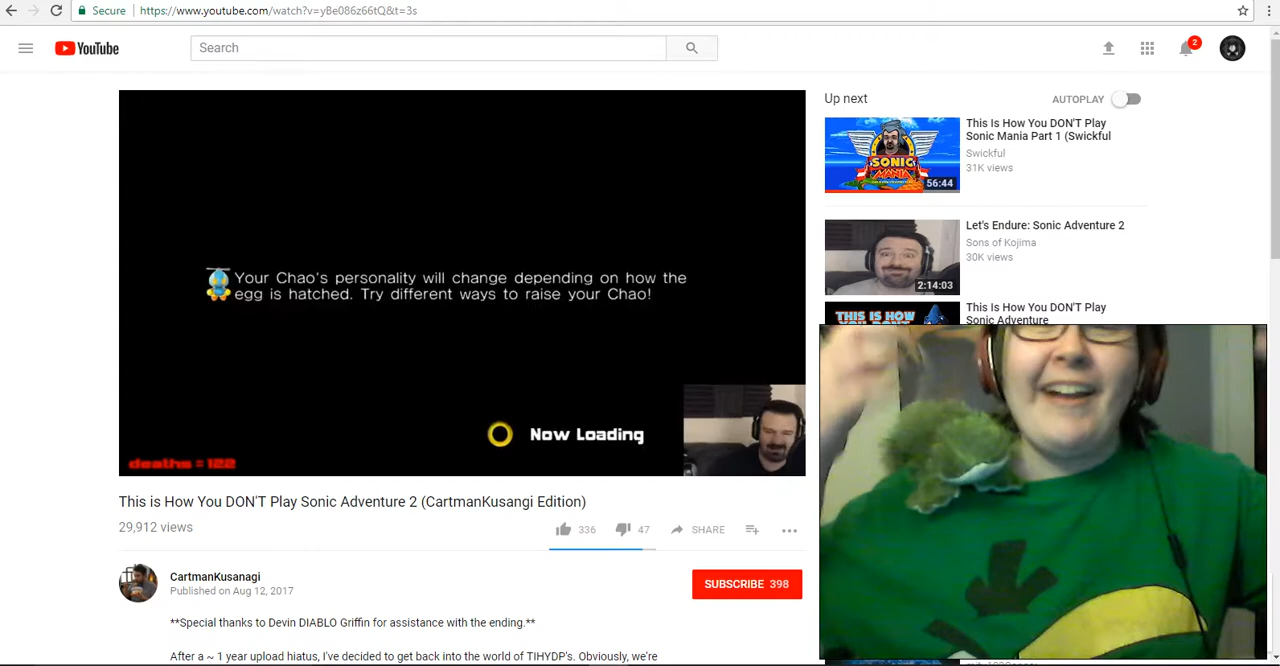 Secure
https://www.youtube.com/watch?v=yBe086z66tQ&t=3s
YouTube
Search
2
Your Chao's personality will change depending on how the
egg is hatched. Try different ways to raise your Chao!
Now Loading
deaths = 122
This is How You DON'T Play Sonic Adventure 2 (CartmanKusangi Edition)
29,912 views
336
47
SHARE
CartmanKusanagi
Published on Aug 12, 2017
SUBSCRIBE 398
**Special thanks to Devin DIABLO Griffin for assistance with the ending.**
After a ~ 1 year upload hiatus, I've decided to get back into the world of TIHYDP's. Obviously, we're
Up next
AUTOPLAY
SONIC
MANIA
56:44
This Is How You DON'T Play
Sonic Mania Part 1 (Swickful
Swickful
31K views
2:14:03
Let's Endure: Sonic Adventure 2
Sons of Kojima
30K views
THIS IS HOW
This Is How You DON'T Play
Sonic Adventure